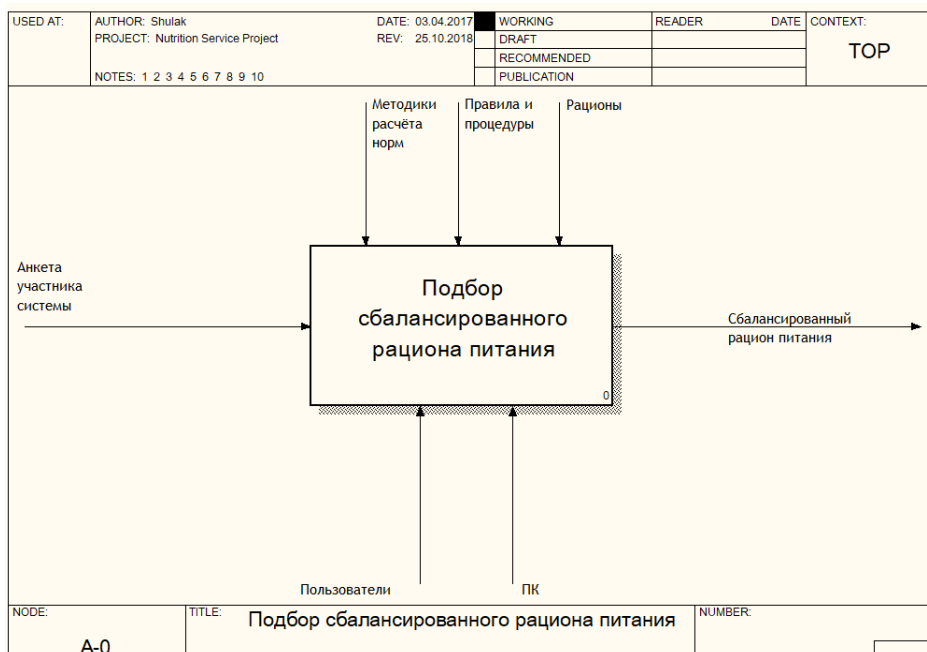 USED AT:
AUTHOR: Shulak
DATE: 03.04.2017
PROJECT: Nutrition Service Project
REV: 25.10.2018
NOTES: 1 2 3 4 5 6 7 8 9 10
WORKING
DRAFT
RECOMMENDED
PUBLICATION
READER
DATE
CONTEXT:
TOP
Методики
расчёта
норм
Правила и
процедуры
Рационы
Анкета
участника
системы
Подбор
сбалансированного
рациона питания
0
Сбалансированный
рацион питания
Пользователи
ПК
NODE:
A-0
TITLE:
Подбор сбалансированного рациона питания
NUMBER: